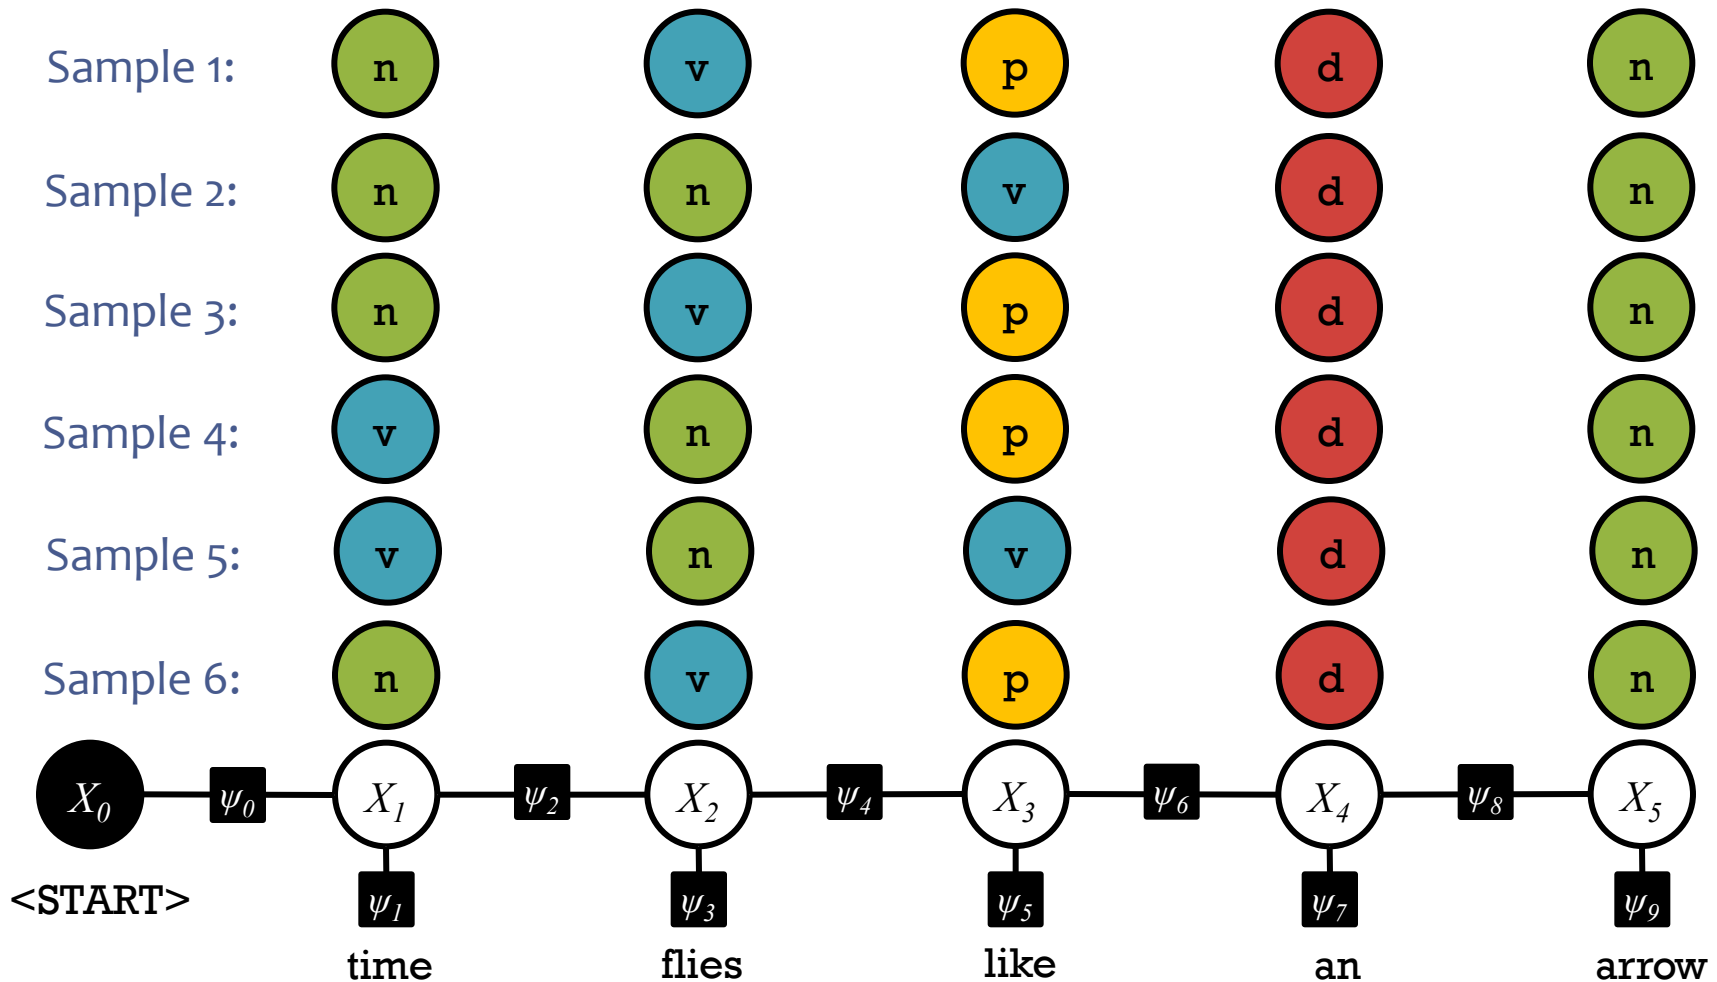 Sample 1: n v p d n
Sample 2: n n v d n
Sample 3: n v p d n
Sample 4: v n p d n
Sample 5: v n v d n
Sample 6: n v p d n
X0 ψ0 X1 ψ2 X2 ψ4 X3 ψ6 X4 ψ8 X5
<START> ψ1 ψ3 ψ5 ψ7 ψ9
time flies like an arrow